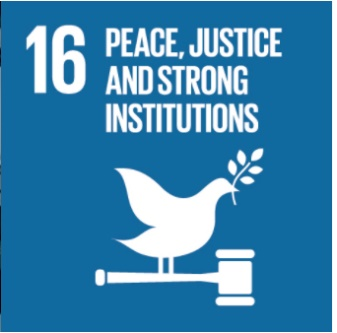 16 PEACE, JUSTICE
AND STRONG
INSTITUTIONS